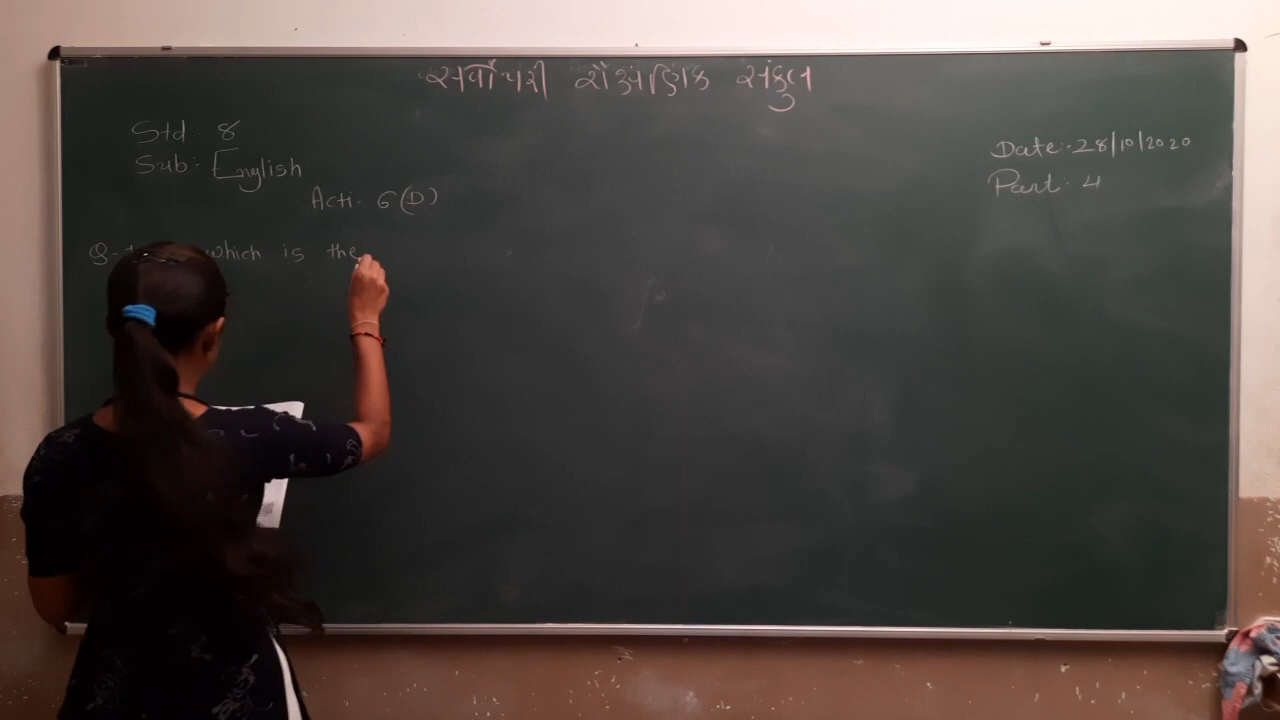 સર્વોપરી શૈક્ષણિક સંકુલ
Std: 8
Sub: English
Date:- 28/10/2020
Part: 4
Acti- 6 (D)
Q- which is the